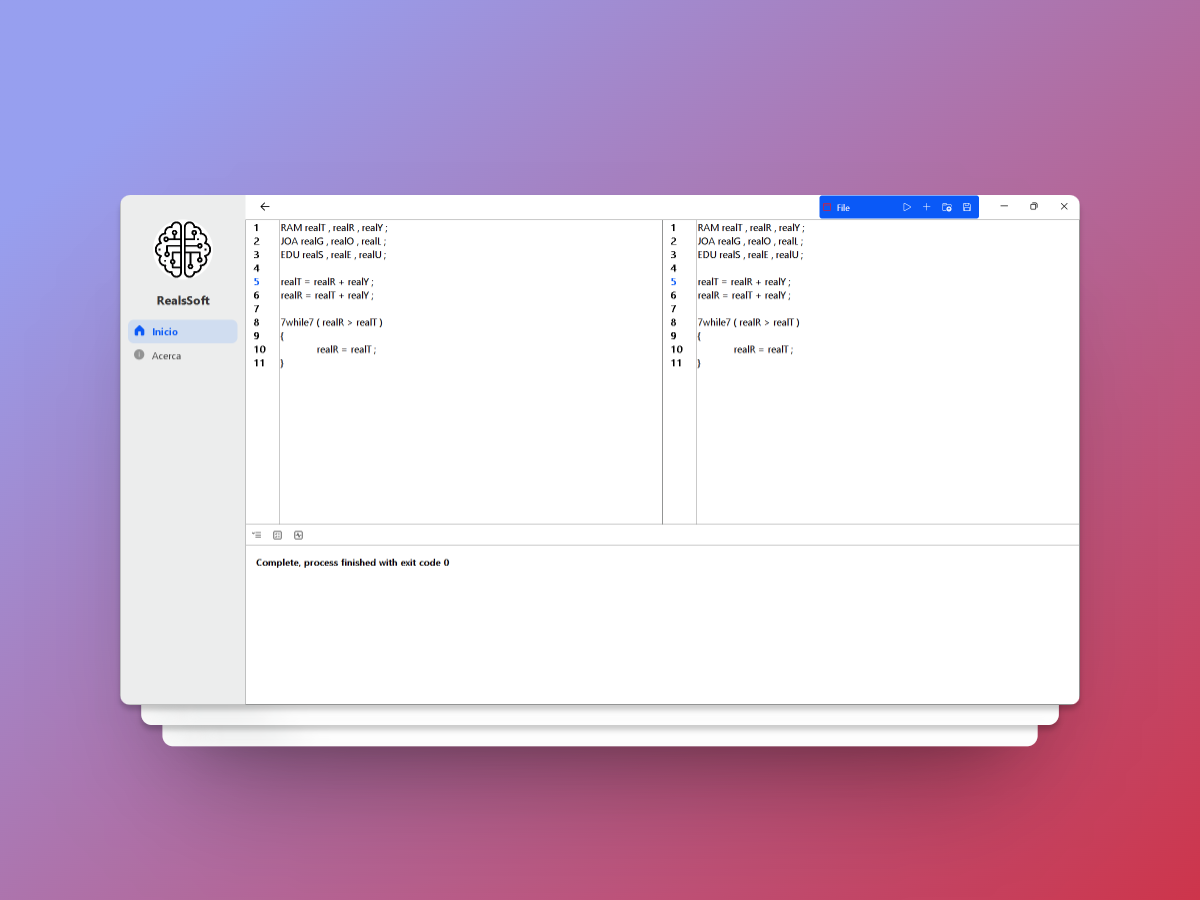 File
RealsSoft
Inicio
Acerca
1 RAM realT , realR , realY ;
2 JOA realG , realO , realL ;
3 EDU realS , realE , realU ;
4
5 realT = realR + realY ;
6 realR = realT + realY ;
7
8 7while7 ( realR > realT )
9 {
10 realR = realT ;
11 }
1 RAM realT , realR , realY ;
2 JOA realG , realO , realL ;
3 EDU realS , realE , realU ;
4
5 realT = realR + realY ;
6 realR = realT + realY ;
7
8 7while7 ( realR > realT )
9 {
10 realR = realT ;
11 }
Complete, process finished with exit code 0